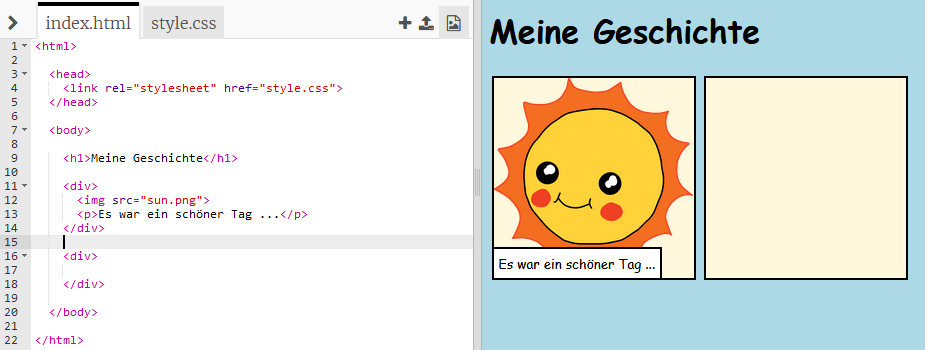 index.html style.css
1 <html>
2
3 <head>
4 <link rel="stylesheet" href="style.css">
5 </head>
6
7 <body>
8
9 <h1>Meine Geschichte</h1>
10
11 <div>
12 <img src="sun.png">
13 <p>Es war ein schöner Tag ...</p>
14 </div>
15
16 <div>
17
18 </div>
19
20 </body>
21
22 </html>
Meine Geschichte
Es war ein schöner Tag ...